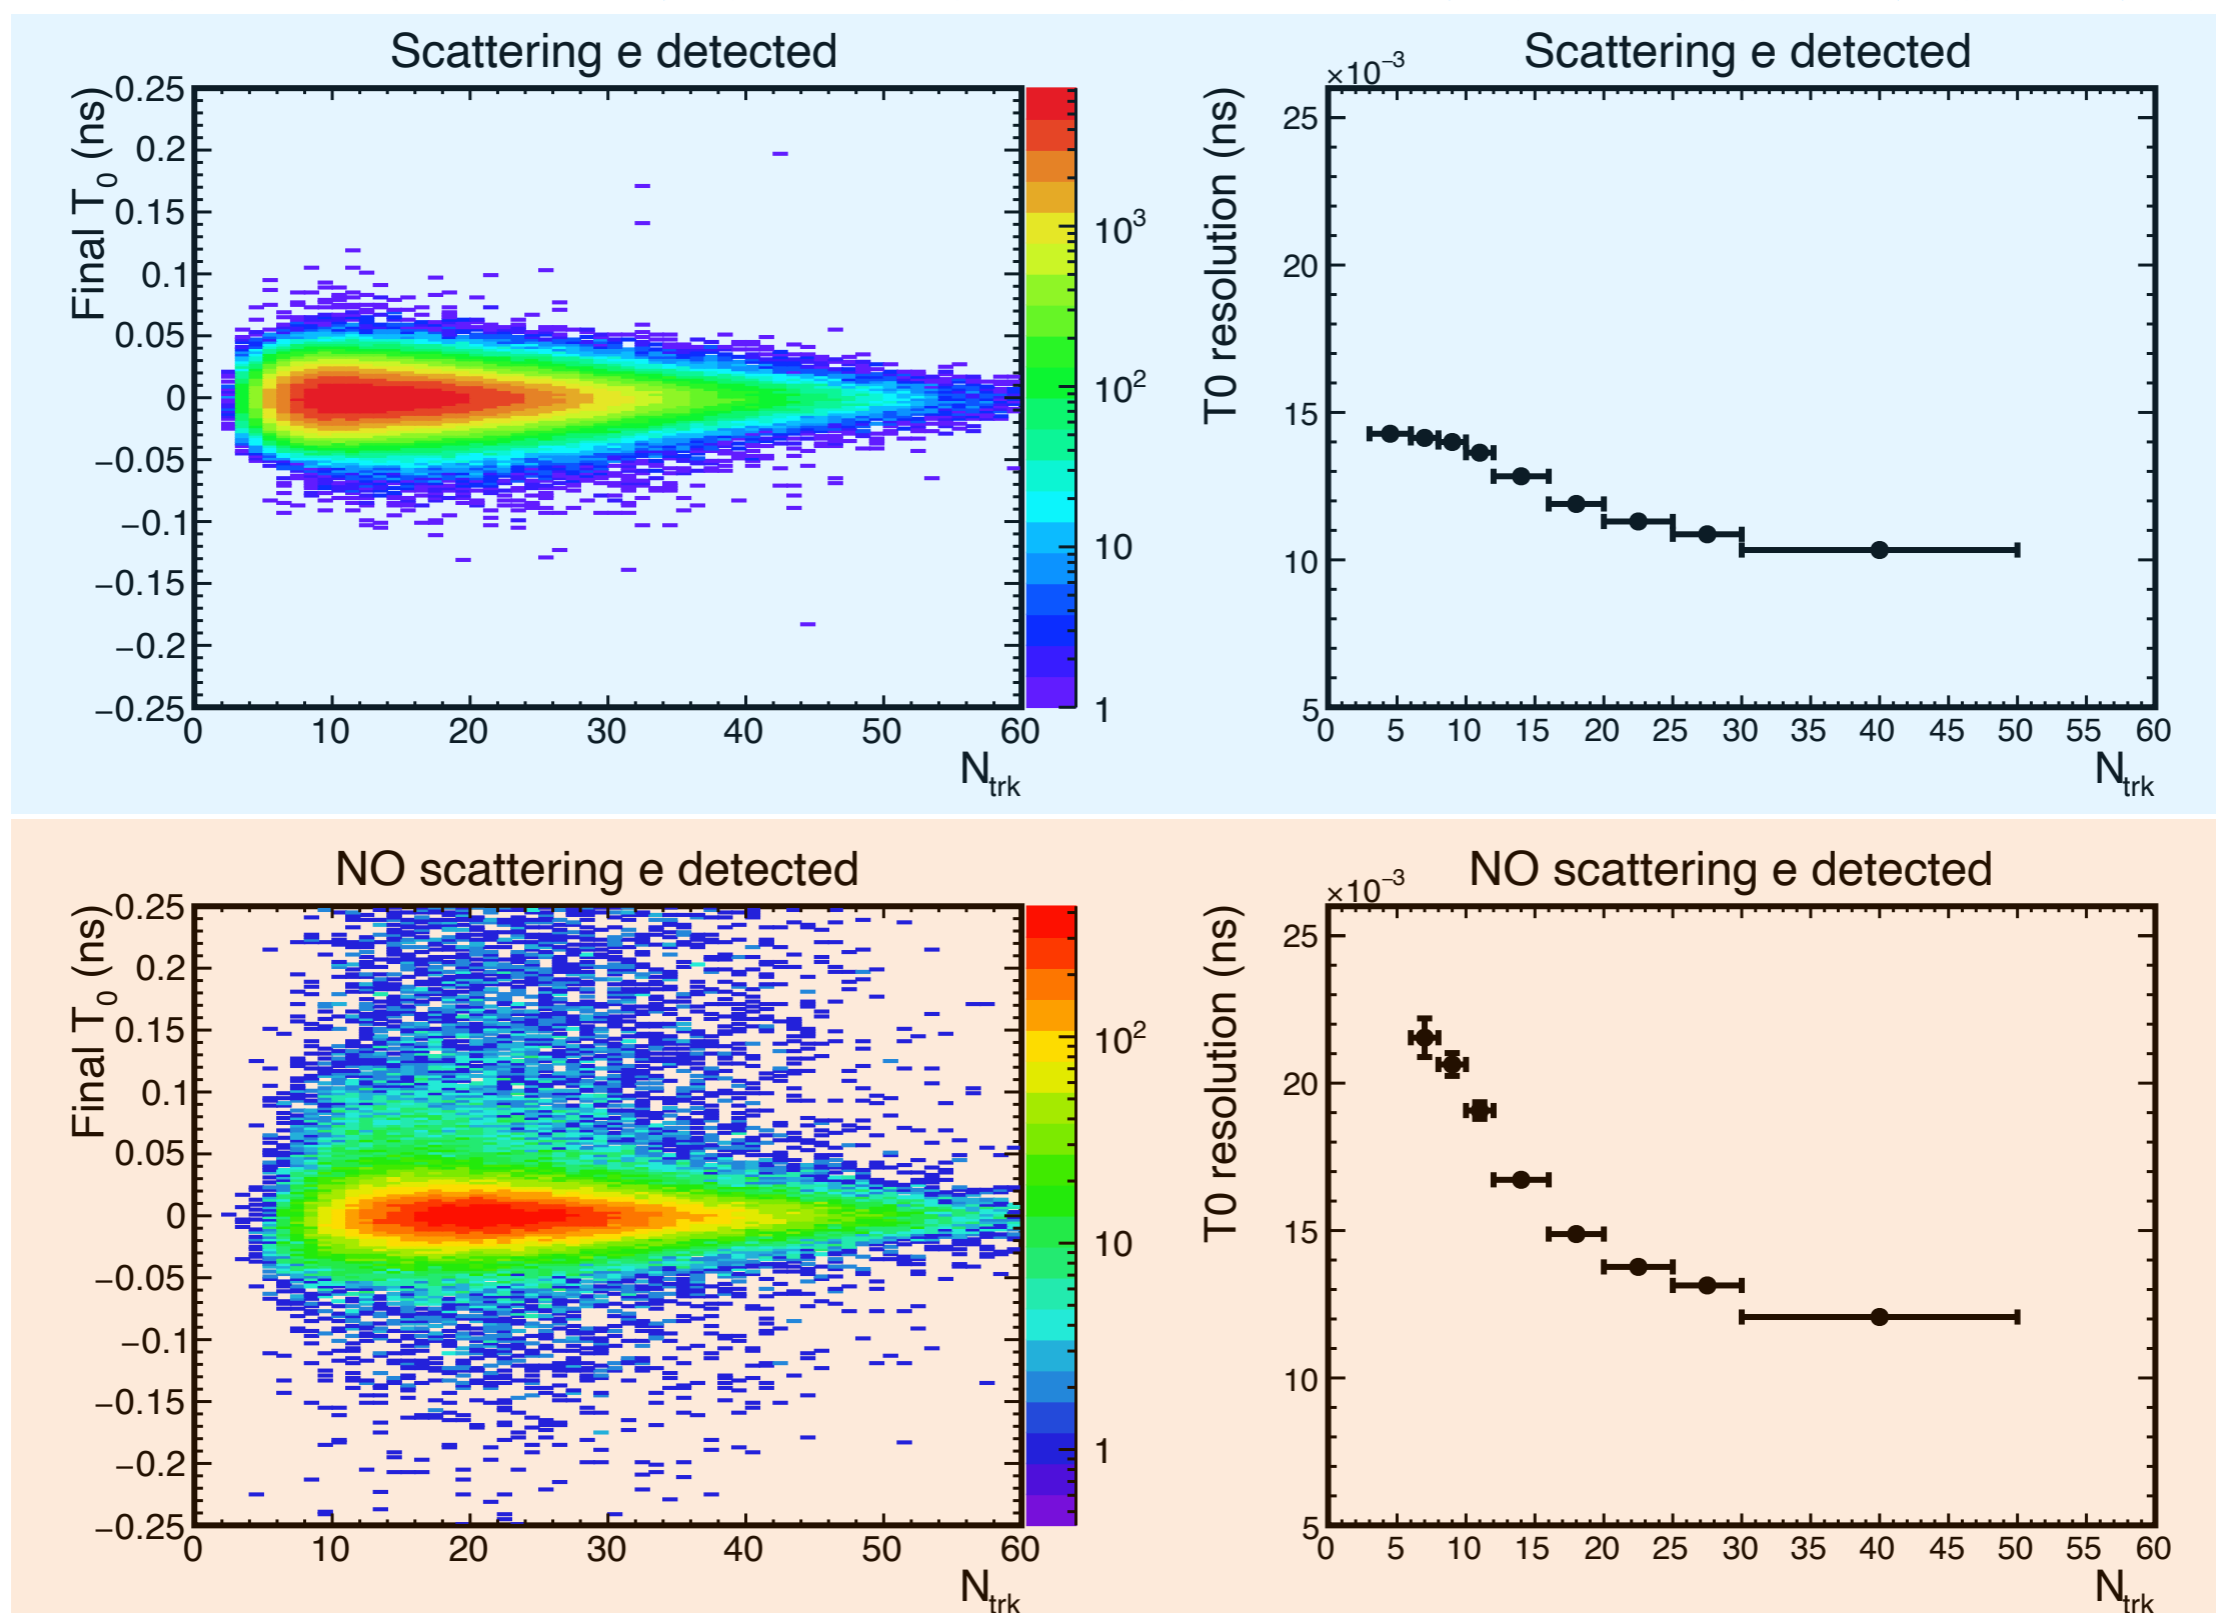 Scattering e detected
Final T₀ (ns)
0.25
0.2
0.15
0.1
0.05
0
−0.05
−0.1
−0.15
−0.2
−0.25
0 10 20 30 40 50 60
N_trk
10³
10²
10
1
Scattering e detected
×10⁻³
T0 resolution (ns)
25
20
15
10
5
0 5 10 15 20 25 30 35 40 45 50 55 60
N_trk
NO scattering e detected
Final T₀ (ns)
0.25
0.2
0.15
0.1
0.05
0
−0.05
−0.1
−0.15
−0.2
−0.25
0 10 20 30 40 50 60
N_trk
10²
10
1
NO scattering e detected
×10⁻³
T0 resolution (ns)
25
20
15
10
5
0 5 10 15 20 25 30 35 40 45 50 55 60
N_trk